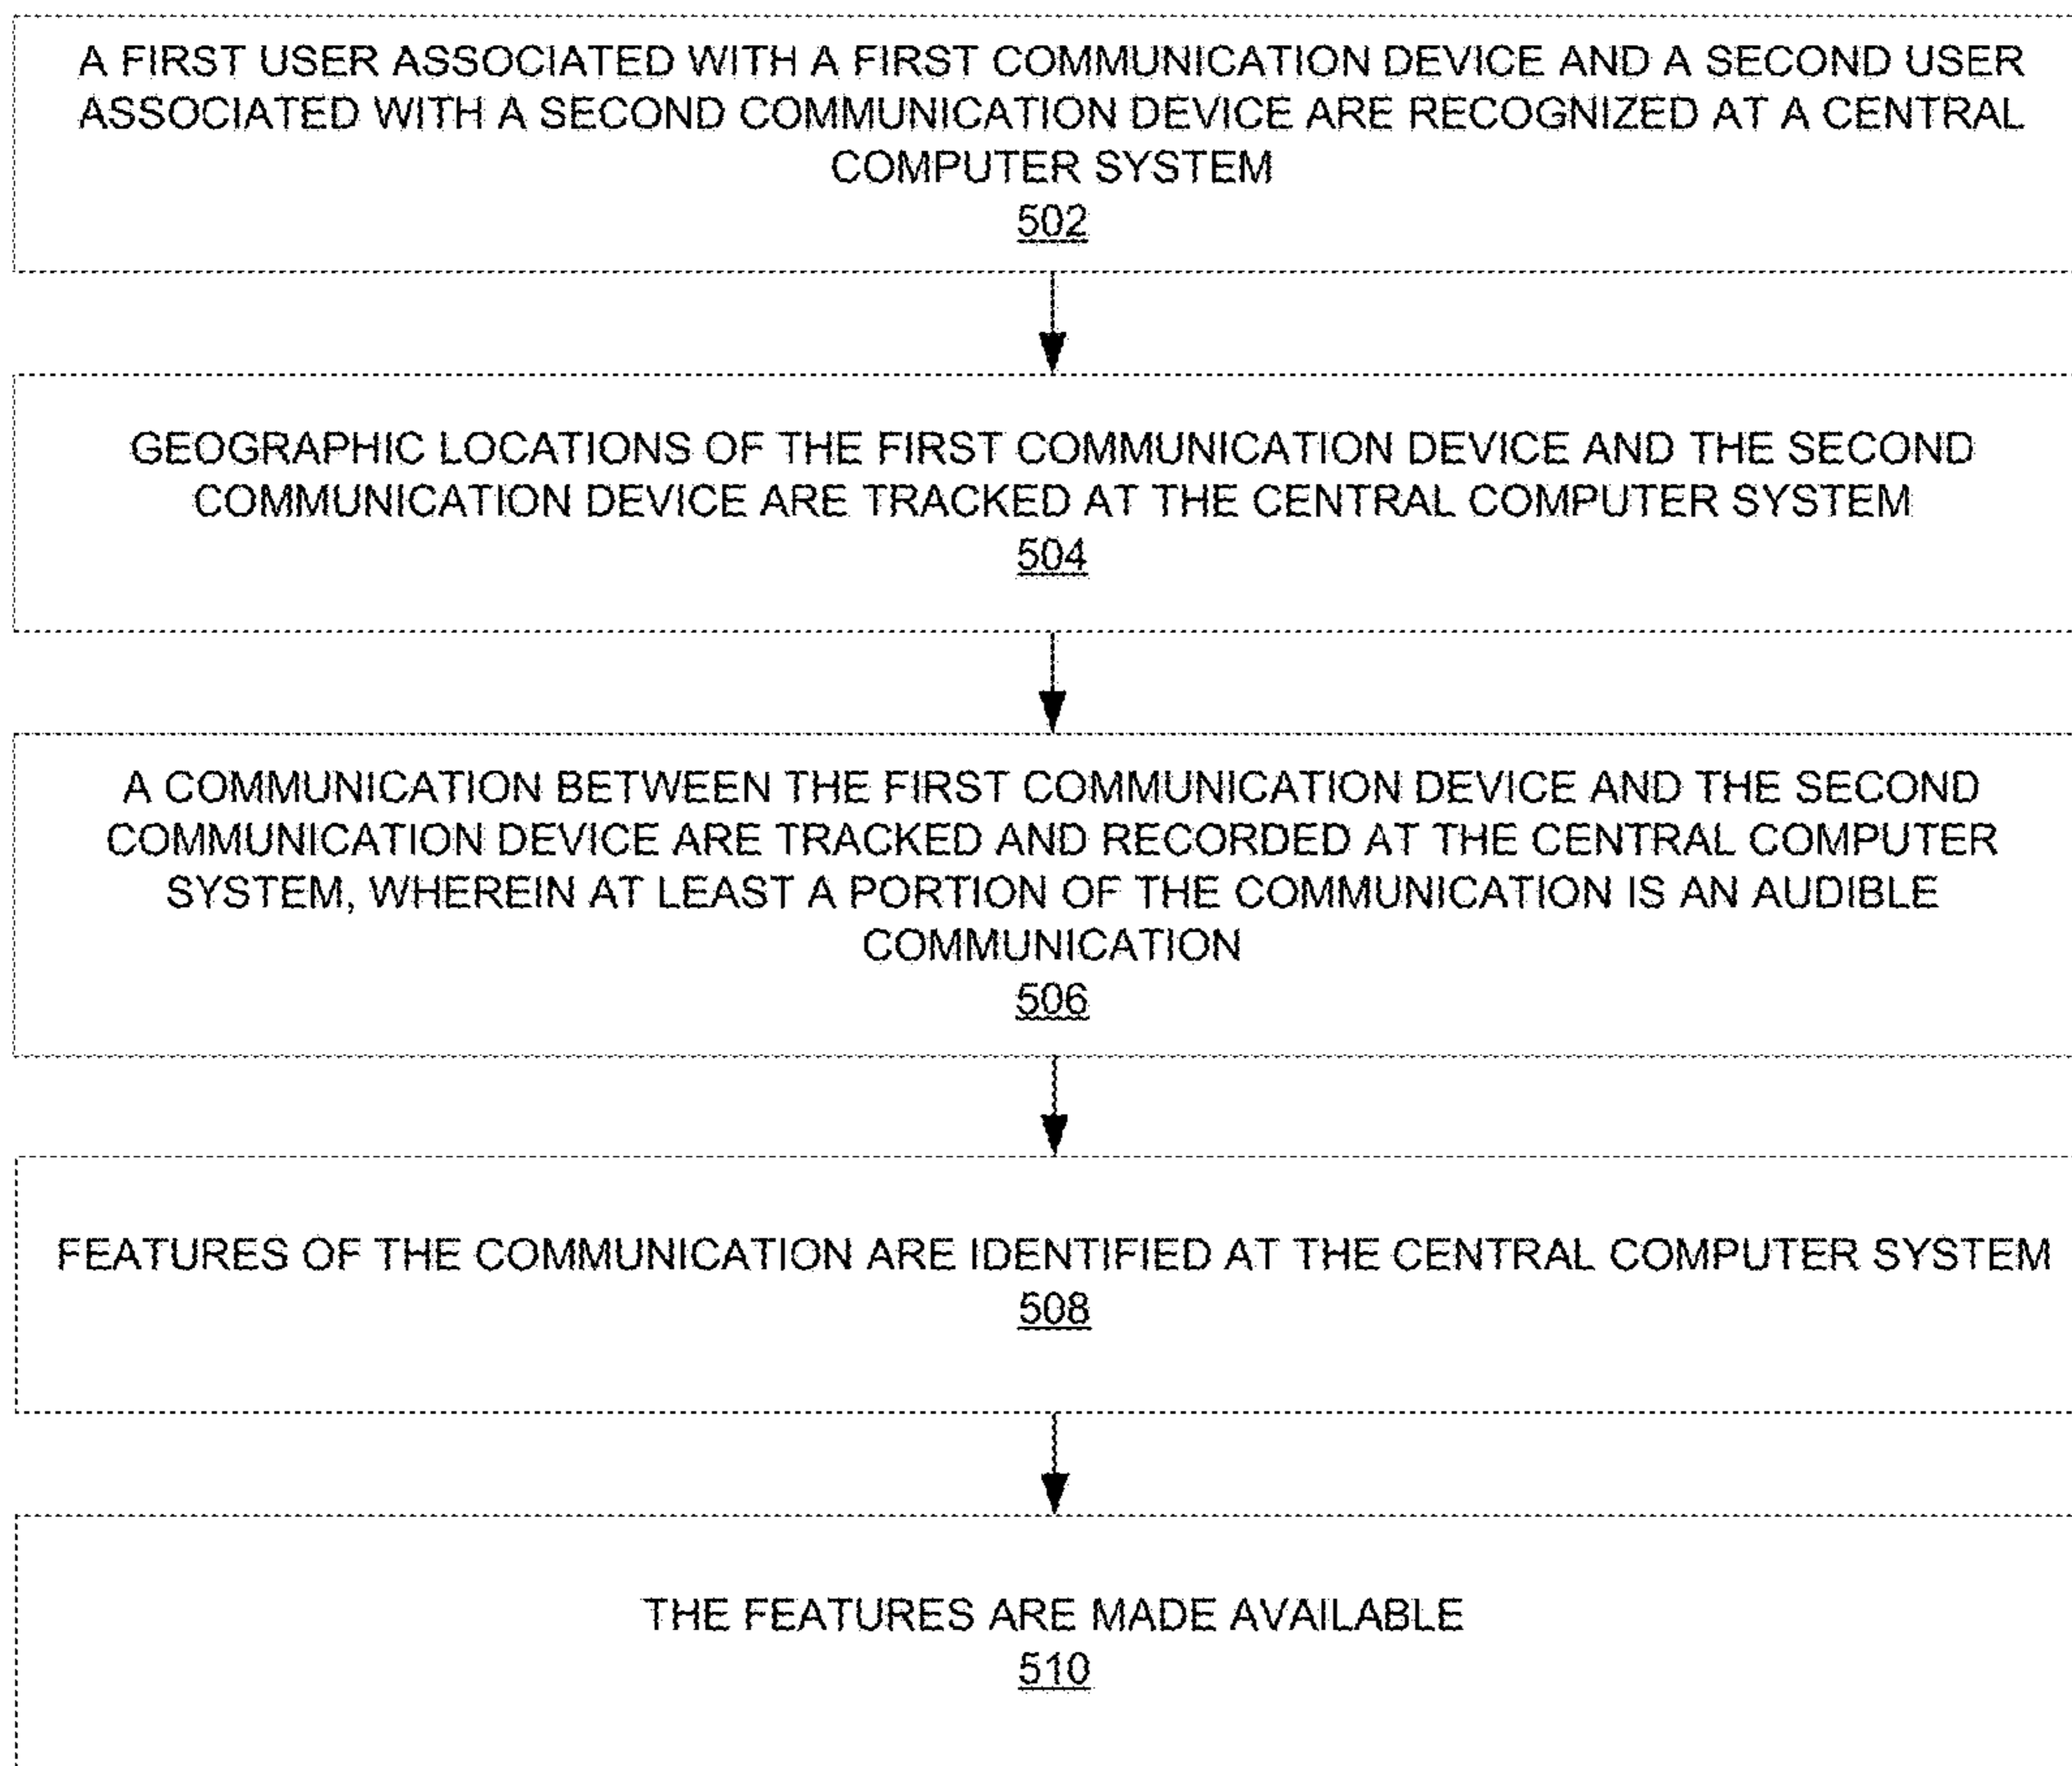 A FIRST USER ASSOCIATED WITH A FIRST COMMUNICATION DEVICE AND A SECOND USER
ASSOCIATED WITH A SECOND COMMUNICATION DEVICE ARE RECOGNIZED AT A CENTRAL
COMPUTER SYSTEM
502
GEOGRAPHIC LOCATIONS OF THE FIRST COMMUNICATION DEVICE AND THE SECOND
COMMUNICATION DEVICE ARE TRACKED AT THE CENTRAL COMPUTER SYSTEM
504
A COMMUNICATION BETWEEN THE FIRST COMMUNICATION DEVICE AND THE SECOND
COMMUNICATION DEVICE ARE TRACKED AND RECORDED AT THE CENTRAL COMPUTER
SYSTEM, WHEREIN AT LEAST A PORTION OF THE COMMUNICATION IS AN AUDIBLE
COMMUNICATION
506
FEATURES OF THE COMMUNICATION ARE IDENTIFIED AT THE CENTRAL COMPUTER SYSTEM
508
THE FEATURES ARE MADE AVAILABLE
510